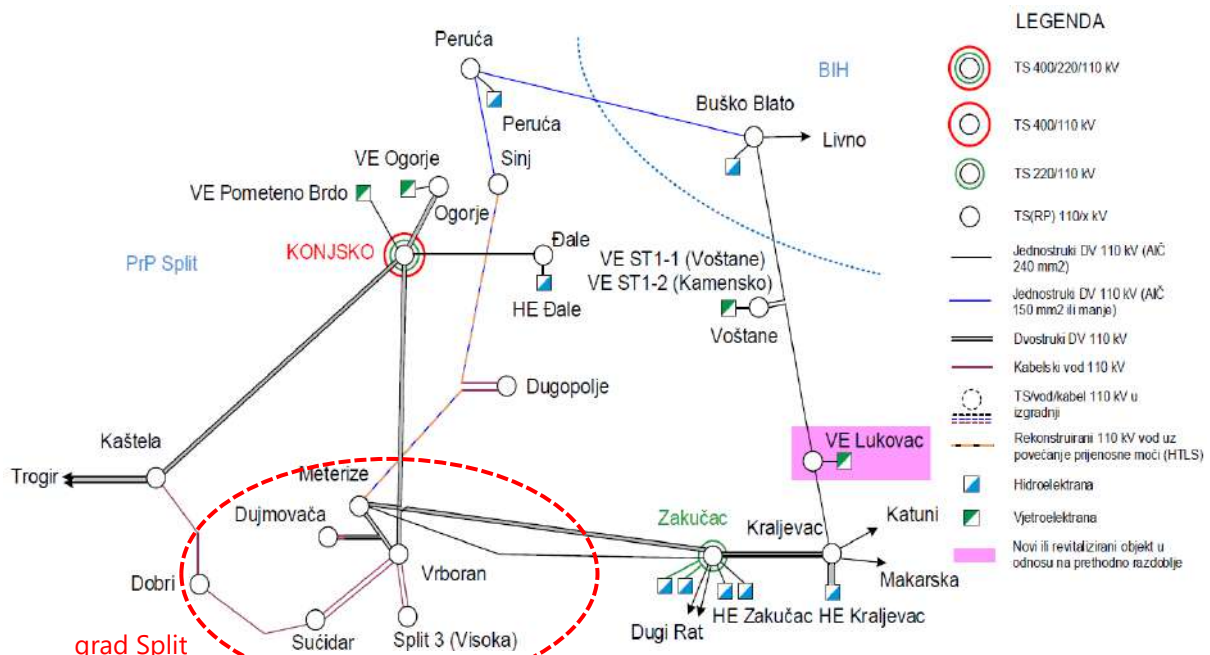 Peruća
BIH
Buško Blato
Livno
Peruća
Sinj
VE Ogorje
VE Pometeno Brdo
Ogorje
PrP Split
KONJSKO
Đale
HE Đale
VE ST1-1 (Voštane)
VE ST1-2 (Kamensko)
Voštane
Dugopolje
Kaštela
Trogir
VE Lukovac
Meterize
Dujmovača
Zakučac
Kraljevac
Katuni
Makarska
Vrboran
Dobri
HE Zakučac
HE Kraljevac
Dugi Rat
Sućidar
Split 3 (Visoka)
grad Split
LEGENDA
TS 400/220/110 kV
TS 400/110 kV
TS 220/110 kV
TS(RP) 110/x kV
Jednostruki DV 110 kV (AlČ
240 mm2)
Jednostruki DV 110 kV (AlČ
150 mm2 ili manje)
Dvostruki DV 110 kV
Kabelski vod 110 kV
TS/vod/kabel 110 kV u
izgradnji
Rekonstruirani 110 kV vod uz
povećanje prijenosne moći (HTLS)
Hidroelektrana
Vjetroelektrana
Novi ili revitalizirani objekt u
odnosu na prethodno razdoblje